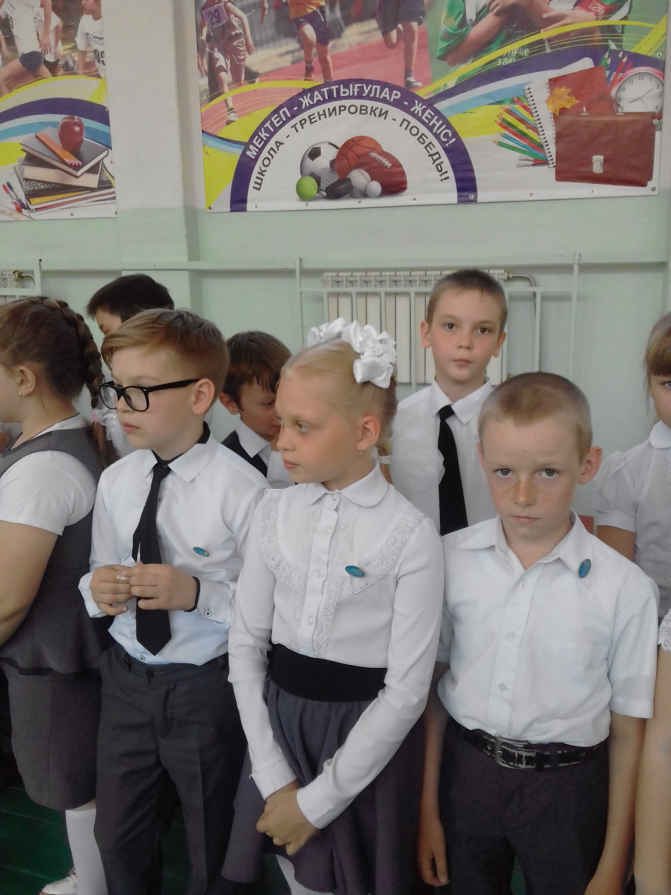 МЕКТЕП - ЖАТТЫҒУЛАР - ЖЕҢІС!
ШКОЛА - ТРЕНИРОВКИ - ПОБЕДЫ!